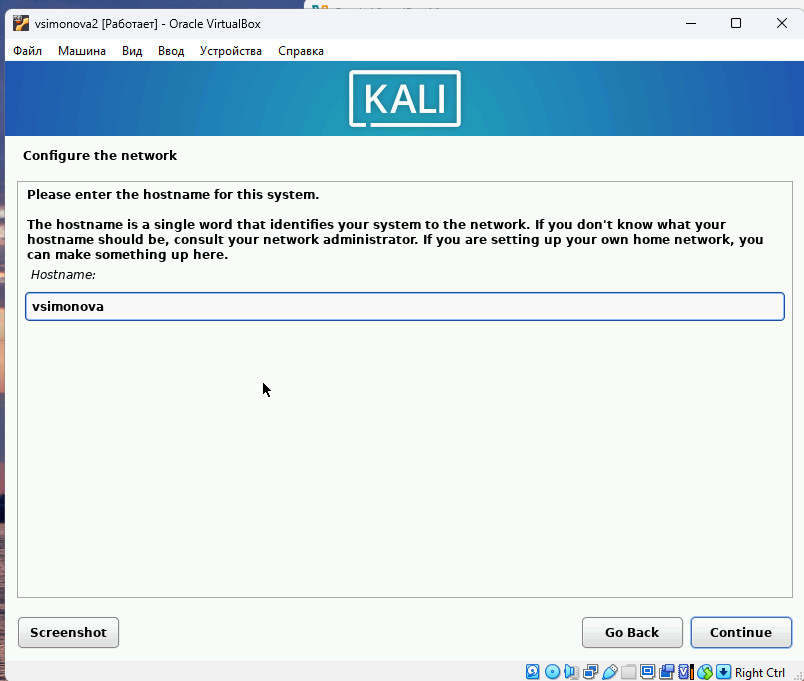 vsimonova2 [Работает] - Oracle VirtualBox
Файл Машина Вид Ввод Устройства Справка
KALI
Configure the network
Please enter the hostname for this system.
The hostname is a single word that identifies your system to the network. If you don't know what your
hostname should be, consult your network administrator. If you are setting up your own home network, you
can make something up here.
Hostname:
vsimonova
Screenshot Go Back Continue
Right Ctrl